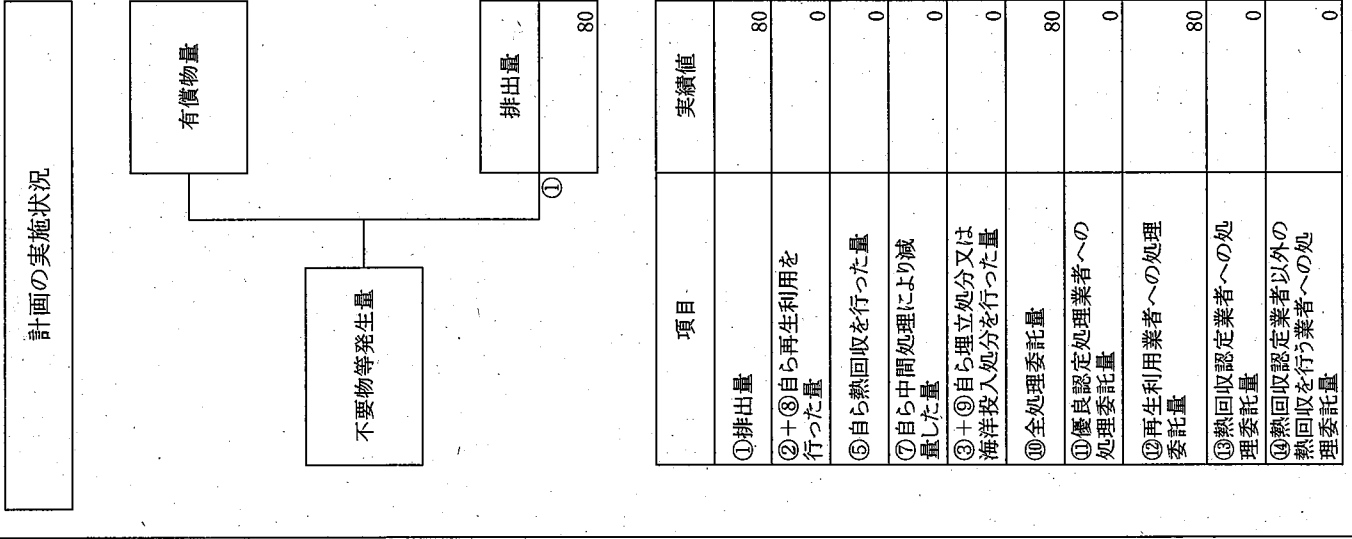 計画の実施状況
有償物量
不要物等発生量
排出量
①
80
項目
実績値
①排出量
80
②+⑧自ら再生利用を
行った量
0
⑤自ら熱回収を行った量
0
⑦自ら中間処理により減
量した量
0
③+⑨自ら埋立処分又は
海洋投入処分を行った量
0
⑩全処理委託量
80
⑪優良認定処理業者への
処理委託量
0
⑫再生利用業者への処理
委託量
80
⑬熱回収認定業者への処
理委託量
0
⑭熱回収認定業者以外の
熱回収を行う業者への処
理委託量
0